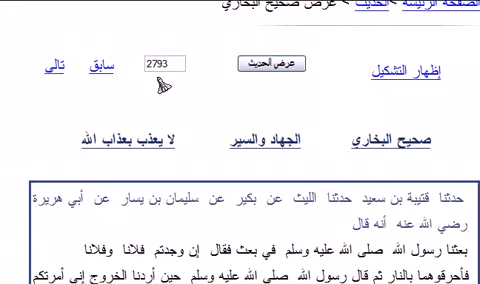 الصفحة الرئيسة > الحديث > عرض صحيح البخاري
إظهار التشكيل عرض الحديث 2793 سابق تالى
صحيح البخاري الجهاد والسير لا يعذب بعذاب الله
حدثنا قتيبة بن سعيد حدثنا الليث عن بكير عن سليمان بن يسار عن أبي هريرة
رضي الله عنه أنه قال
بعثنا رسول الله صلى الله عليه وسلم في بعث فقال إن وجدتم فلانا وفلانا
فأحرقوهما بالنار ثم قال رسول الله صلى الله عليه وسلم حين أردنا الخروج إني أمرتكم